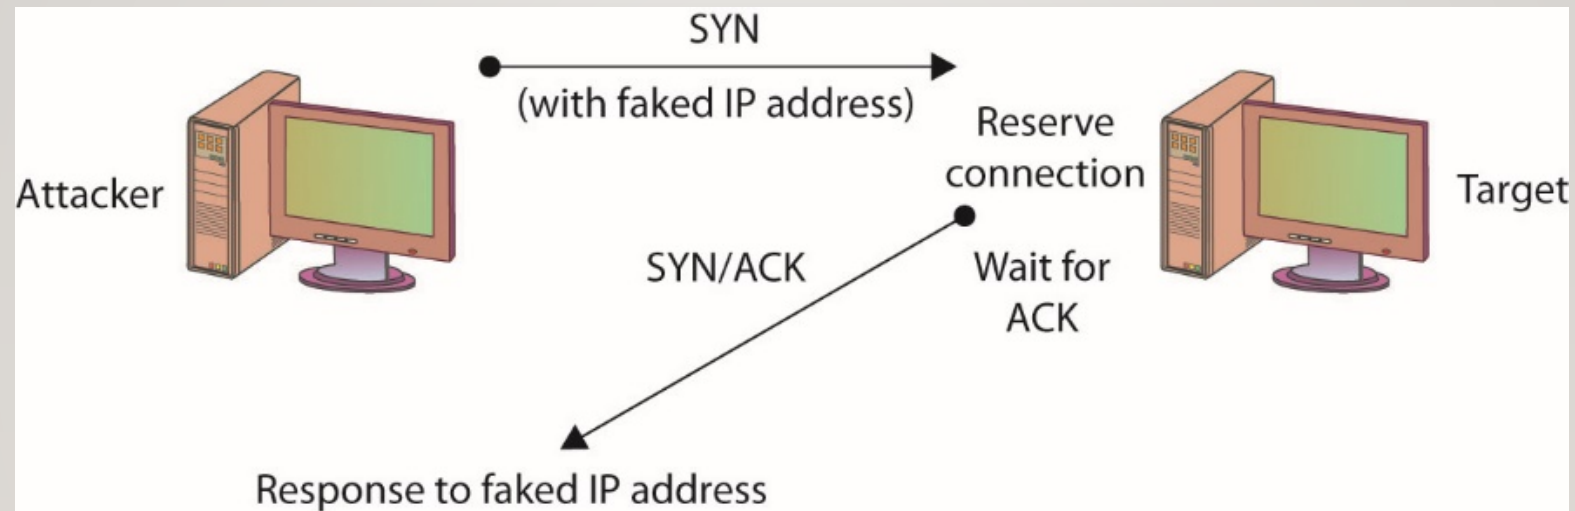 SYN
(with faked IP address)
Reserve
connection
Attacker
Target
SYN/ACK
Wait for
ACK
Response to faked IP address